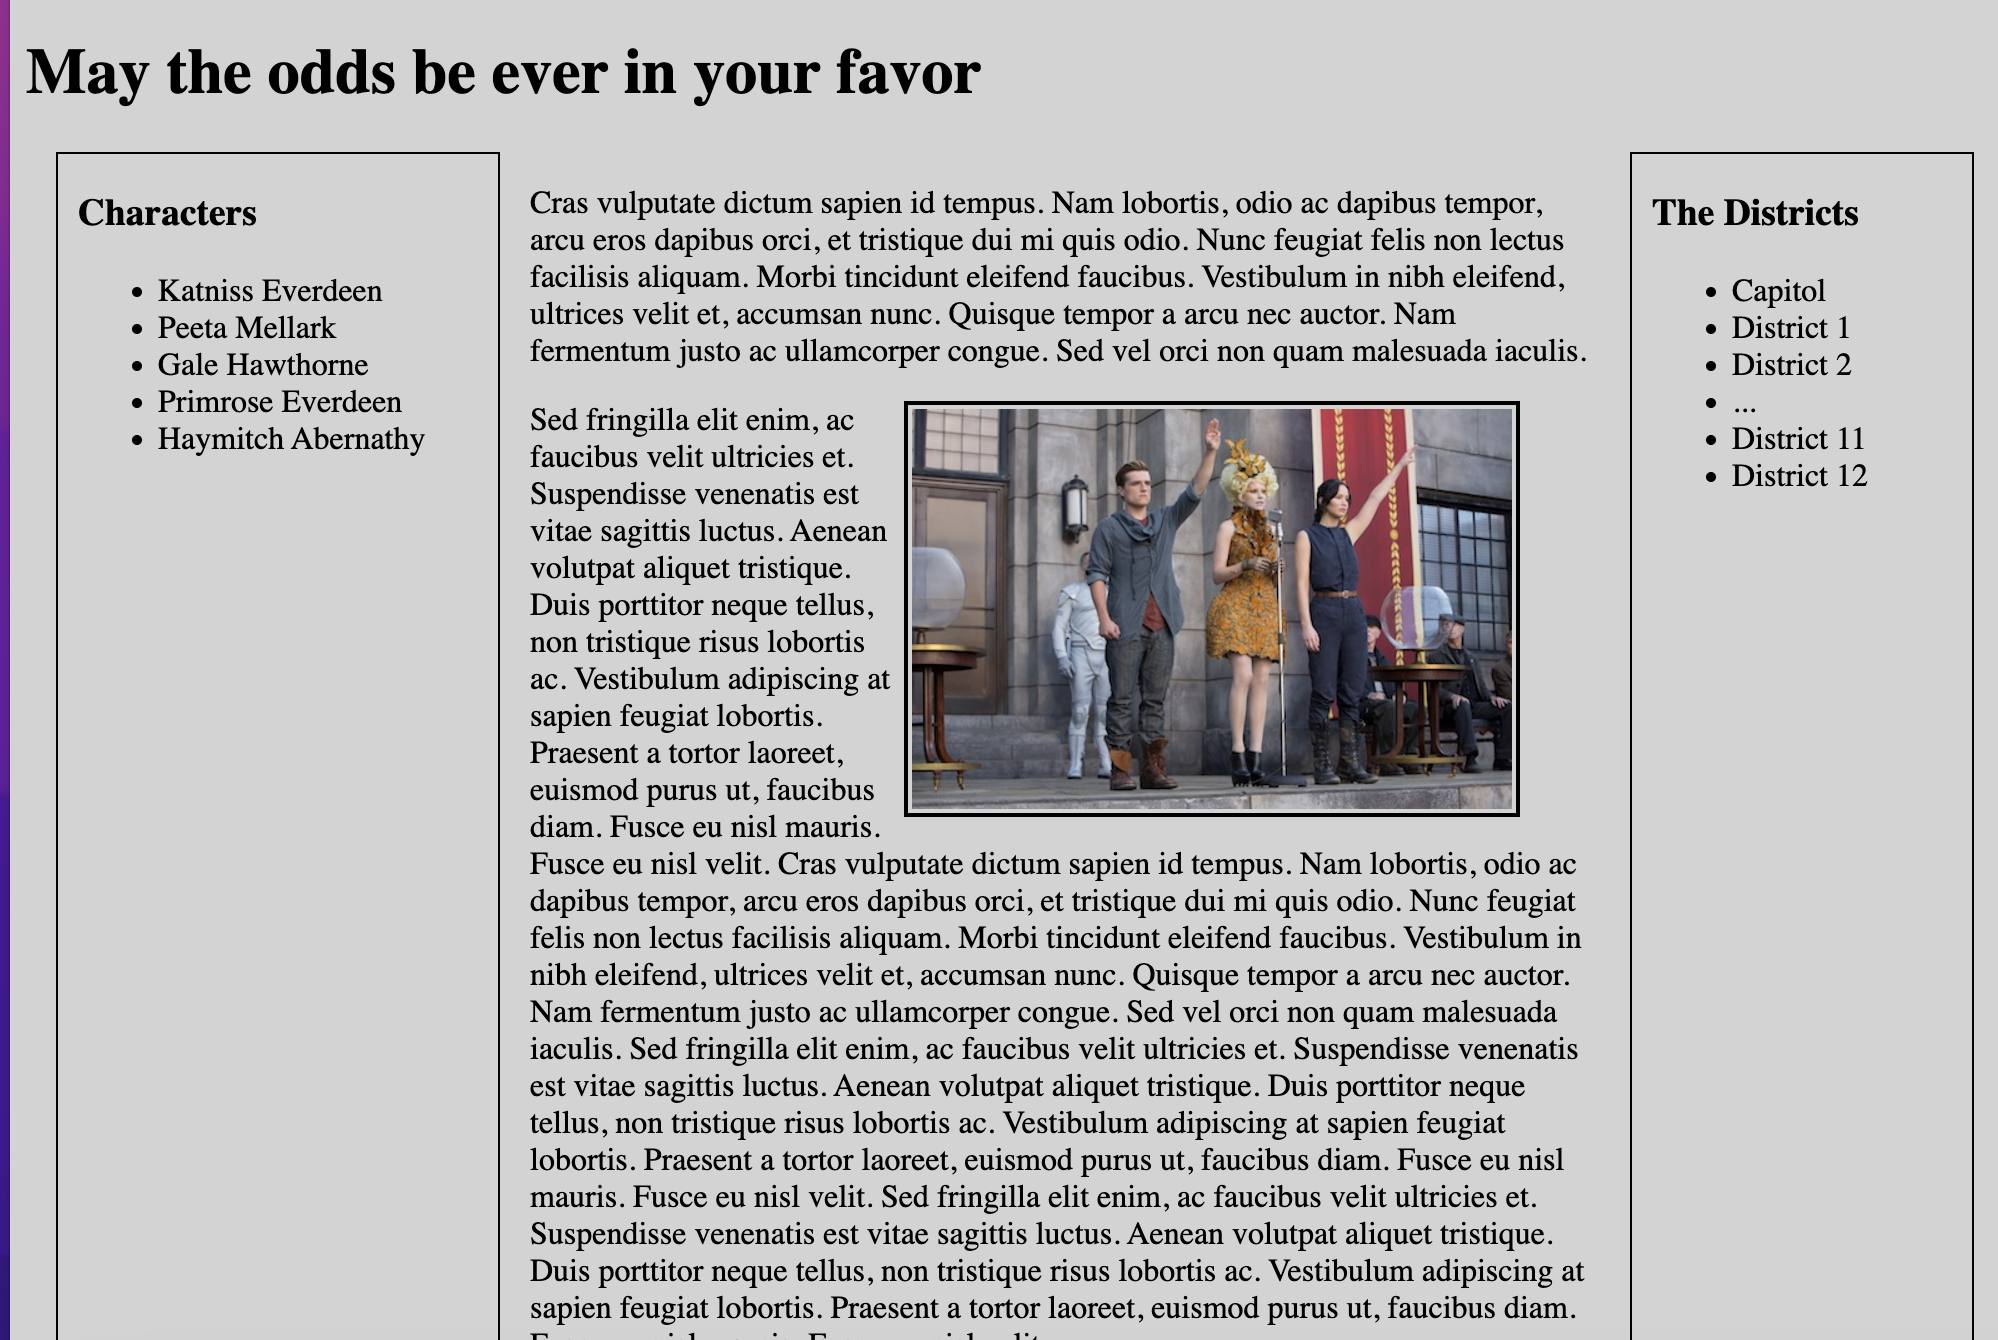 May the odds be ever in your favor
Characters
Katniss Everdeen
Peeta Mellark
Gale Hawthorne
Primrose Everdeen
Haymitch Abernathy
Cras vulputate dictum sapien id tempus. Nam lobortis, odio ac dapibus tempor,
arcu eros dapibus orci, et tristique dui mi quis odio. Nunc feugiat felis non lectus
facilisis aliquam. Morbi tincidunt eleifend faucibus. Vestibulum in nibh eleifend,
ultrices velit et, accumsan nunc. Quisque tempor a arcu nec auctor. Nam
fermentum justo ac ullamcorper congue. Sed vel orci non quam malesuada iaculis.
Sed fringilla elit enim, ac
faucibus velit ultricies et.
Suspendisse venenatis est
vitae sagittis luctus. Aenean
volutpat aliquet tristique.
Duis porttitor neque tellus,
non tristique risus lobortis
ac. Vestibulum adipiscing at
sapien feugiat lobortis.
Praesent a tortor laoreet,
euismod purus ut, faucibus
diam. Fusce eu nisl mauris.
Fusce eu nisl velit. Cras vulputate dictum sapien id tempus. Nam lobortis, odio ac
dapibus tempor, arcu eros dapibus orci, et tristique dui mi quis odio. Nunc feugiat
felis non lectus facilisis aliquam. Morbi tincidunt eleifend faucibus. Vestibulum in
nibh eleifend, ultrices velit et, accumsan nunc. Quisque tempor a arcu nec auctor.
Nam fermentum justo ac ullamcorper congue. Sed vel orci non quam malesuada
iaculis. Sed fringilla elit enim, ac faucibus velit ultricies et. Suspendisse venenatis
est vitae sagittis luctus. Aenean volutpat aliquet tristique. Duis porttitor neque
tellus, non tristique risus lobortis ac. Vestibulum adipiscing at sapien feugiat
lobortis. Praesent a tortor laoreet, euismod purus ut, faucibus diam. Fusce eu nisl
mauris. Fusce eu nisl velit. Sed fringilla elit enim, ac faucibus velit ultricies et.
Suspendisse venenatis est vitae sagittis luctus. Aenean volutpat aliquet tristique.
Duis porttitor neque tellus, non tristique risus lobortis ac. Vestibulum adipiscing at
sapien feugiat lobortis. Praesent a tortor laoreet, euismod purus ut, faucibus diam.
The Districts
Capitol
District 1
District 2
...
District 11
District 12